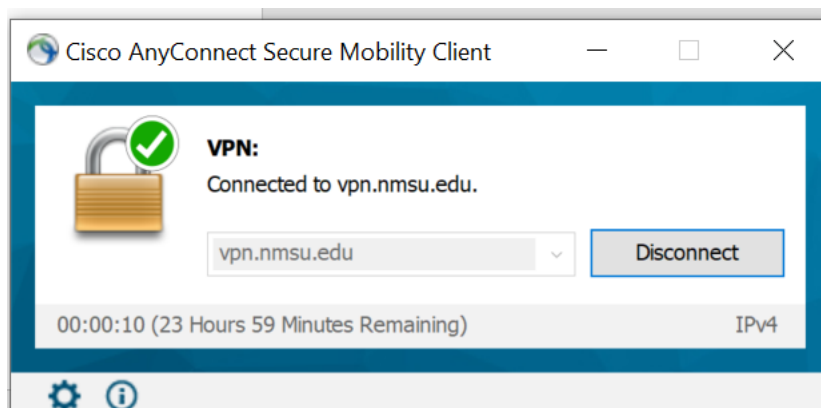 Cisco AnyConnect Secure Mobility Client
VPN:
Connected to vpn.nmsu.edu.
vpn.nmsu.edu
Disconnect
00:00:10 (23 Hours 59 Minutes Remaining)
IPv4